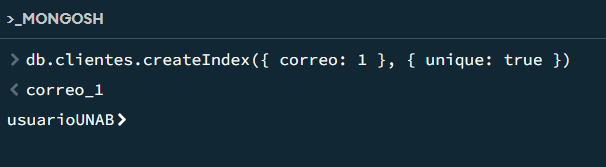 >_MONGOSH
> db.clientes.createIndex({ correo: 1 }, { unique: true })
< correo_1
usuarioUNAB>